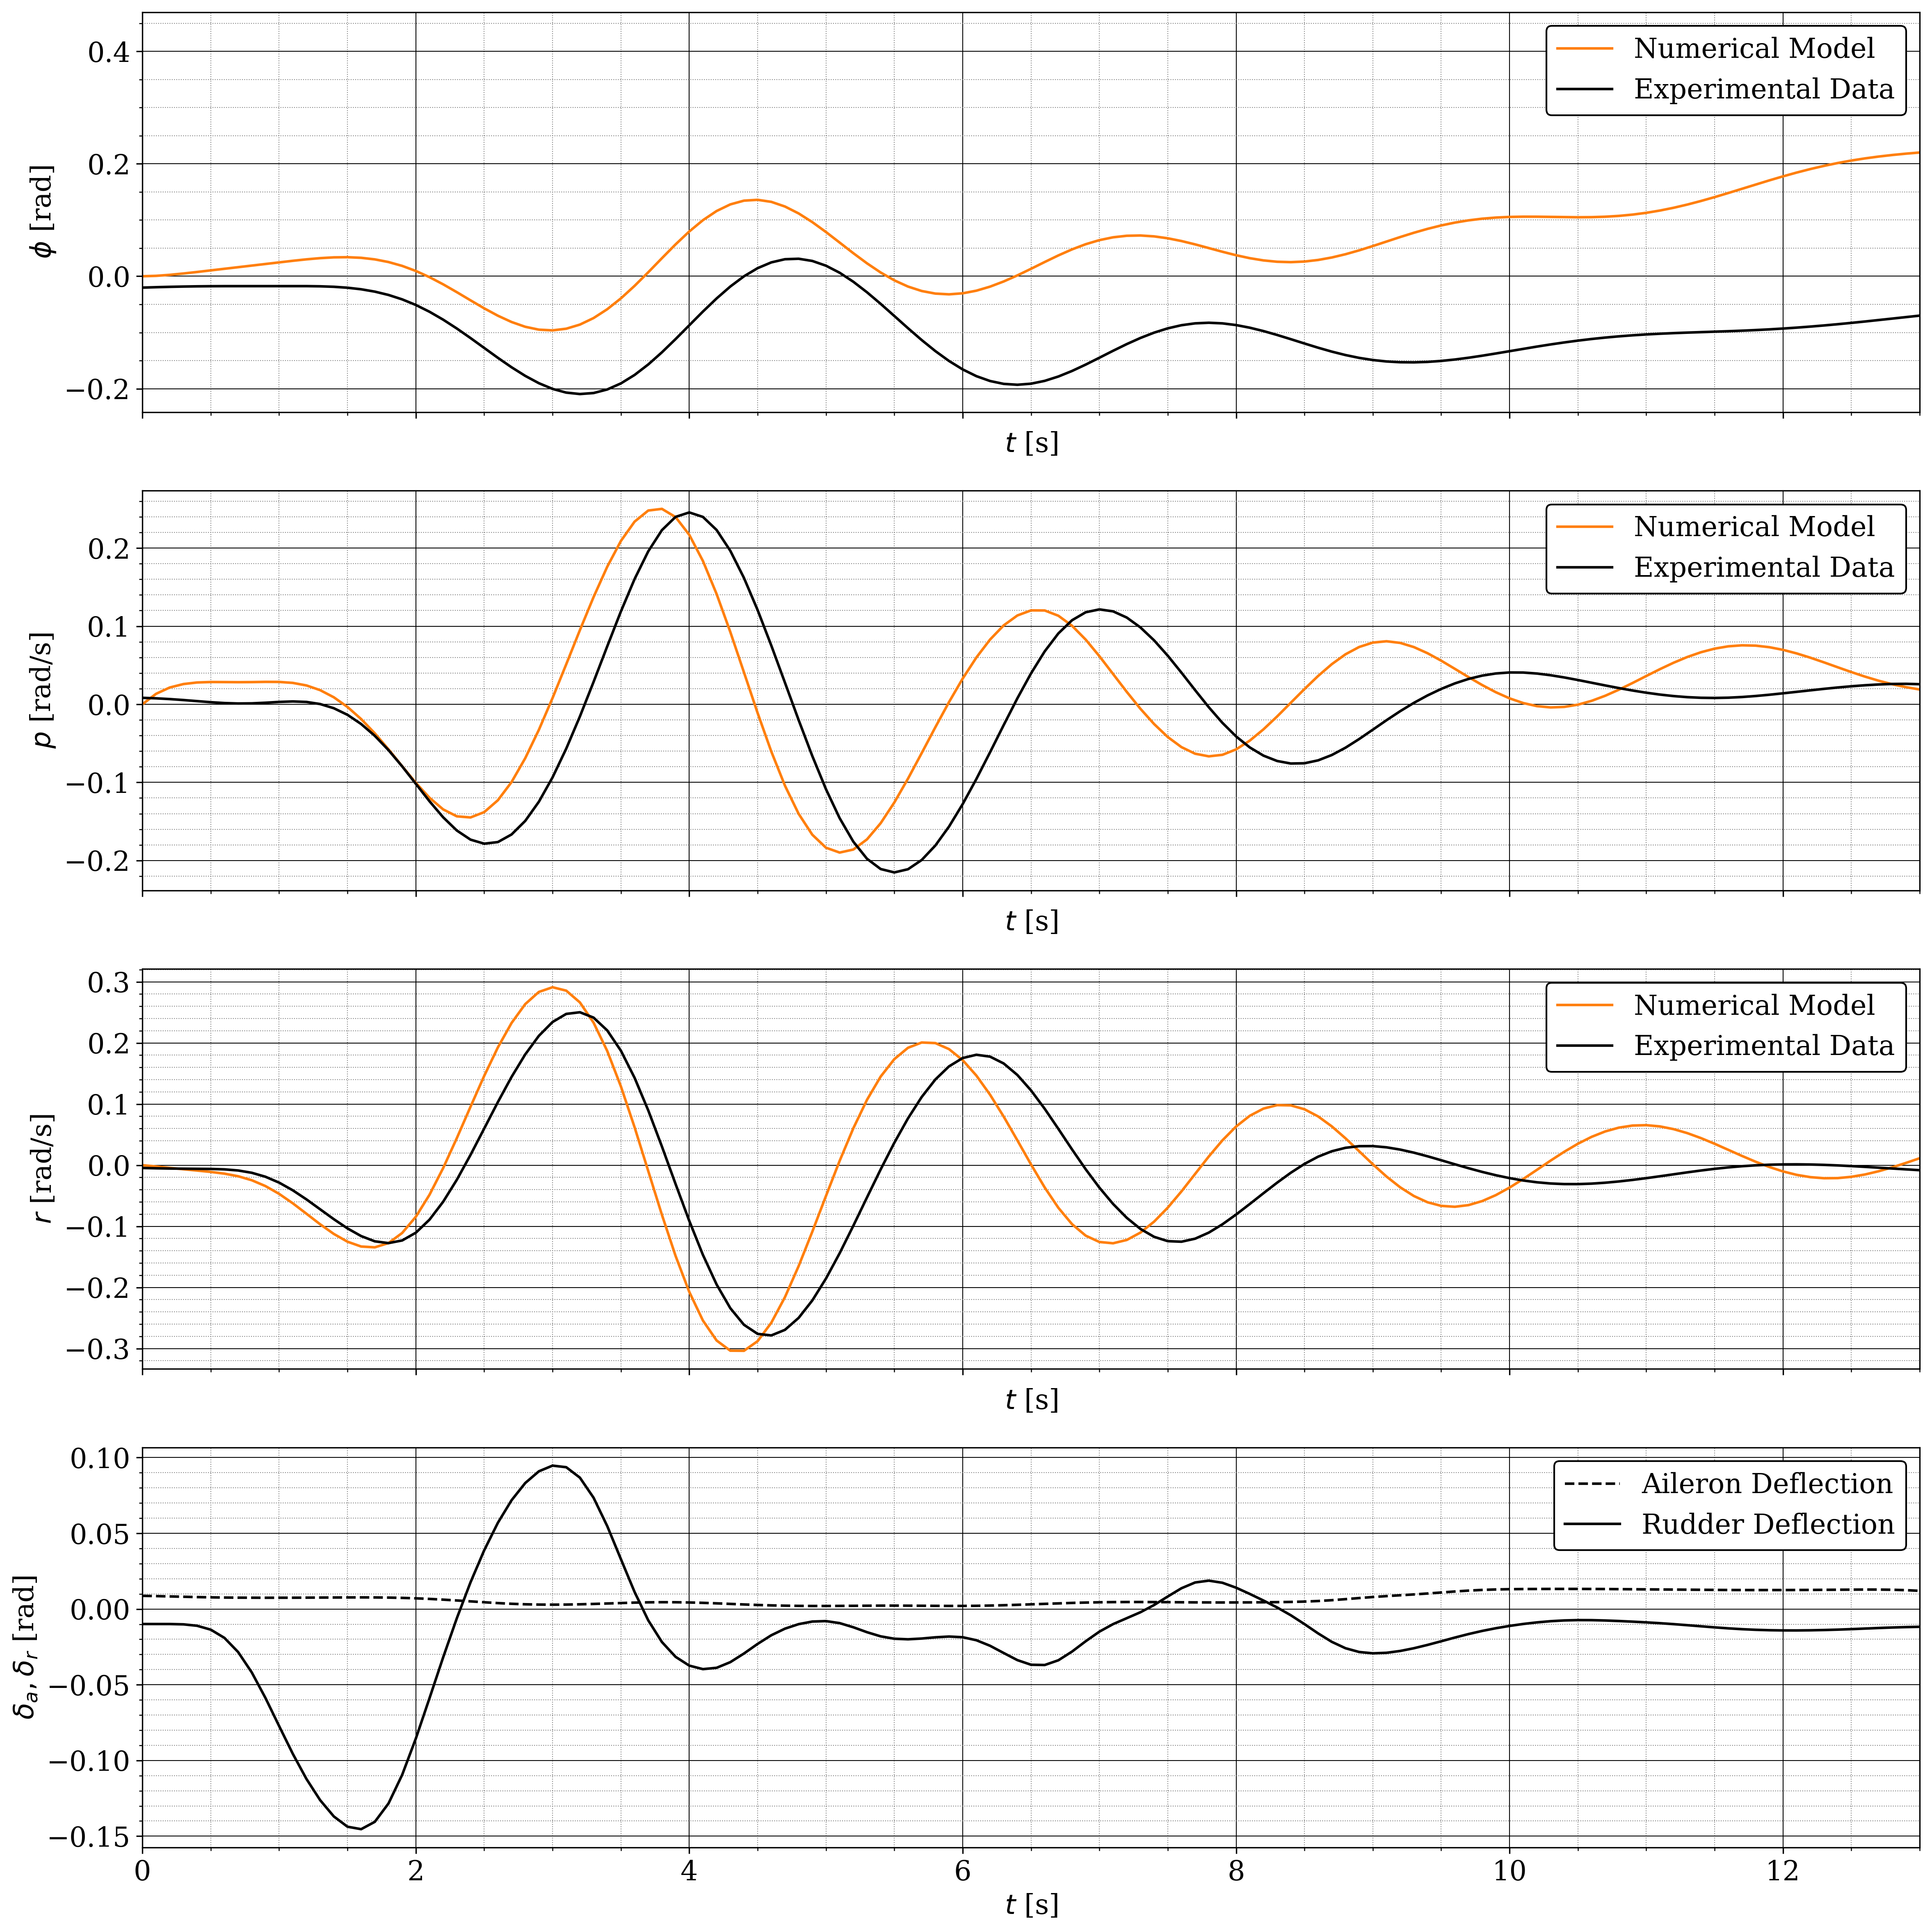 0.4
0.2
0.0
−0.2
ϕ [rad]
Numerical Model
Experimental Data
t [s]
0.2
0.1
0.0
−0.1
−0.2
p [rad/s]
Numerical Model
Experimental Data
t [s]
0.3
0.2
0.1
0.0
−0.1
−0.2
−0.3
r [rad/s]
Numerical Model
Experimental Data
t [s]
0.10
0.05
0.00
−0.05
−0.10
−0.15
δa, δr [rad]
Aileron Deflection
Rudder Deflection
0 2 4 6 8 10 12
t [s]